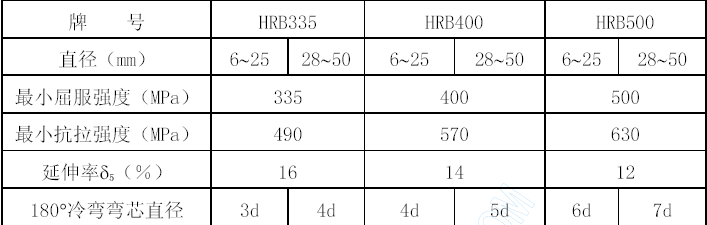 牌 号 HRB335 HRB400 HRB500
直径（mm） 6~25 28~50 6~25 28~50 6~25 28~50
最小屈服强度（MPa） 335 400 500
最小抗拉强度（MPa） 490 570 630
延伸率δ₅（%） 16 14 12
180°冷弯弯芯直径 3d 4d 4d 5d 6d 7d